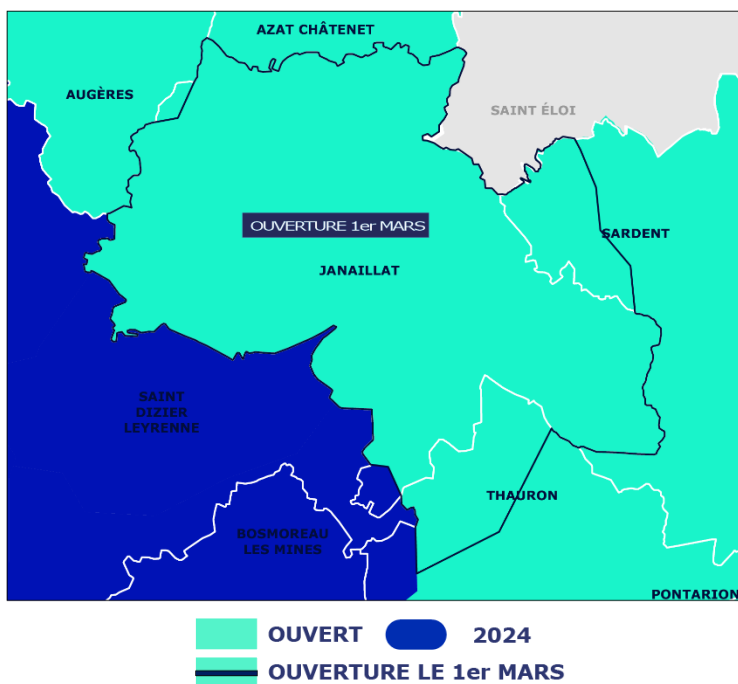 AZAT CHÂTENET
AUGÈRES
SAINT ÉLOI
OUVERTURE 1er MARS
SARDENT
JANAILLAT
SAINT
DIZIER
LEYRENNE
THAURON
BOSMOREAU
LES MINES
PONTARION
OUVERT
2024
OUVERTURE LE 1er MARS